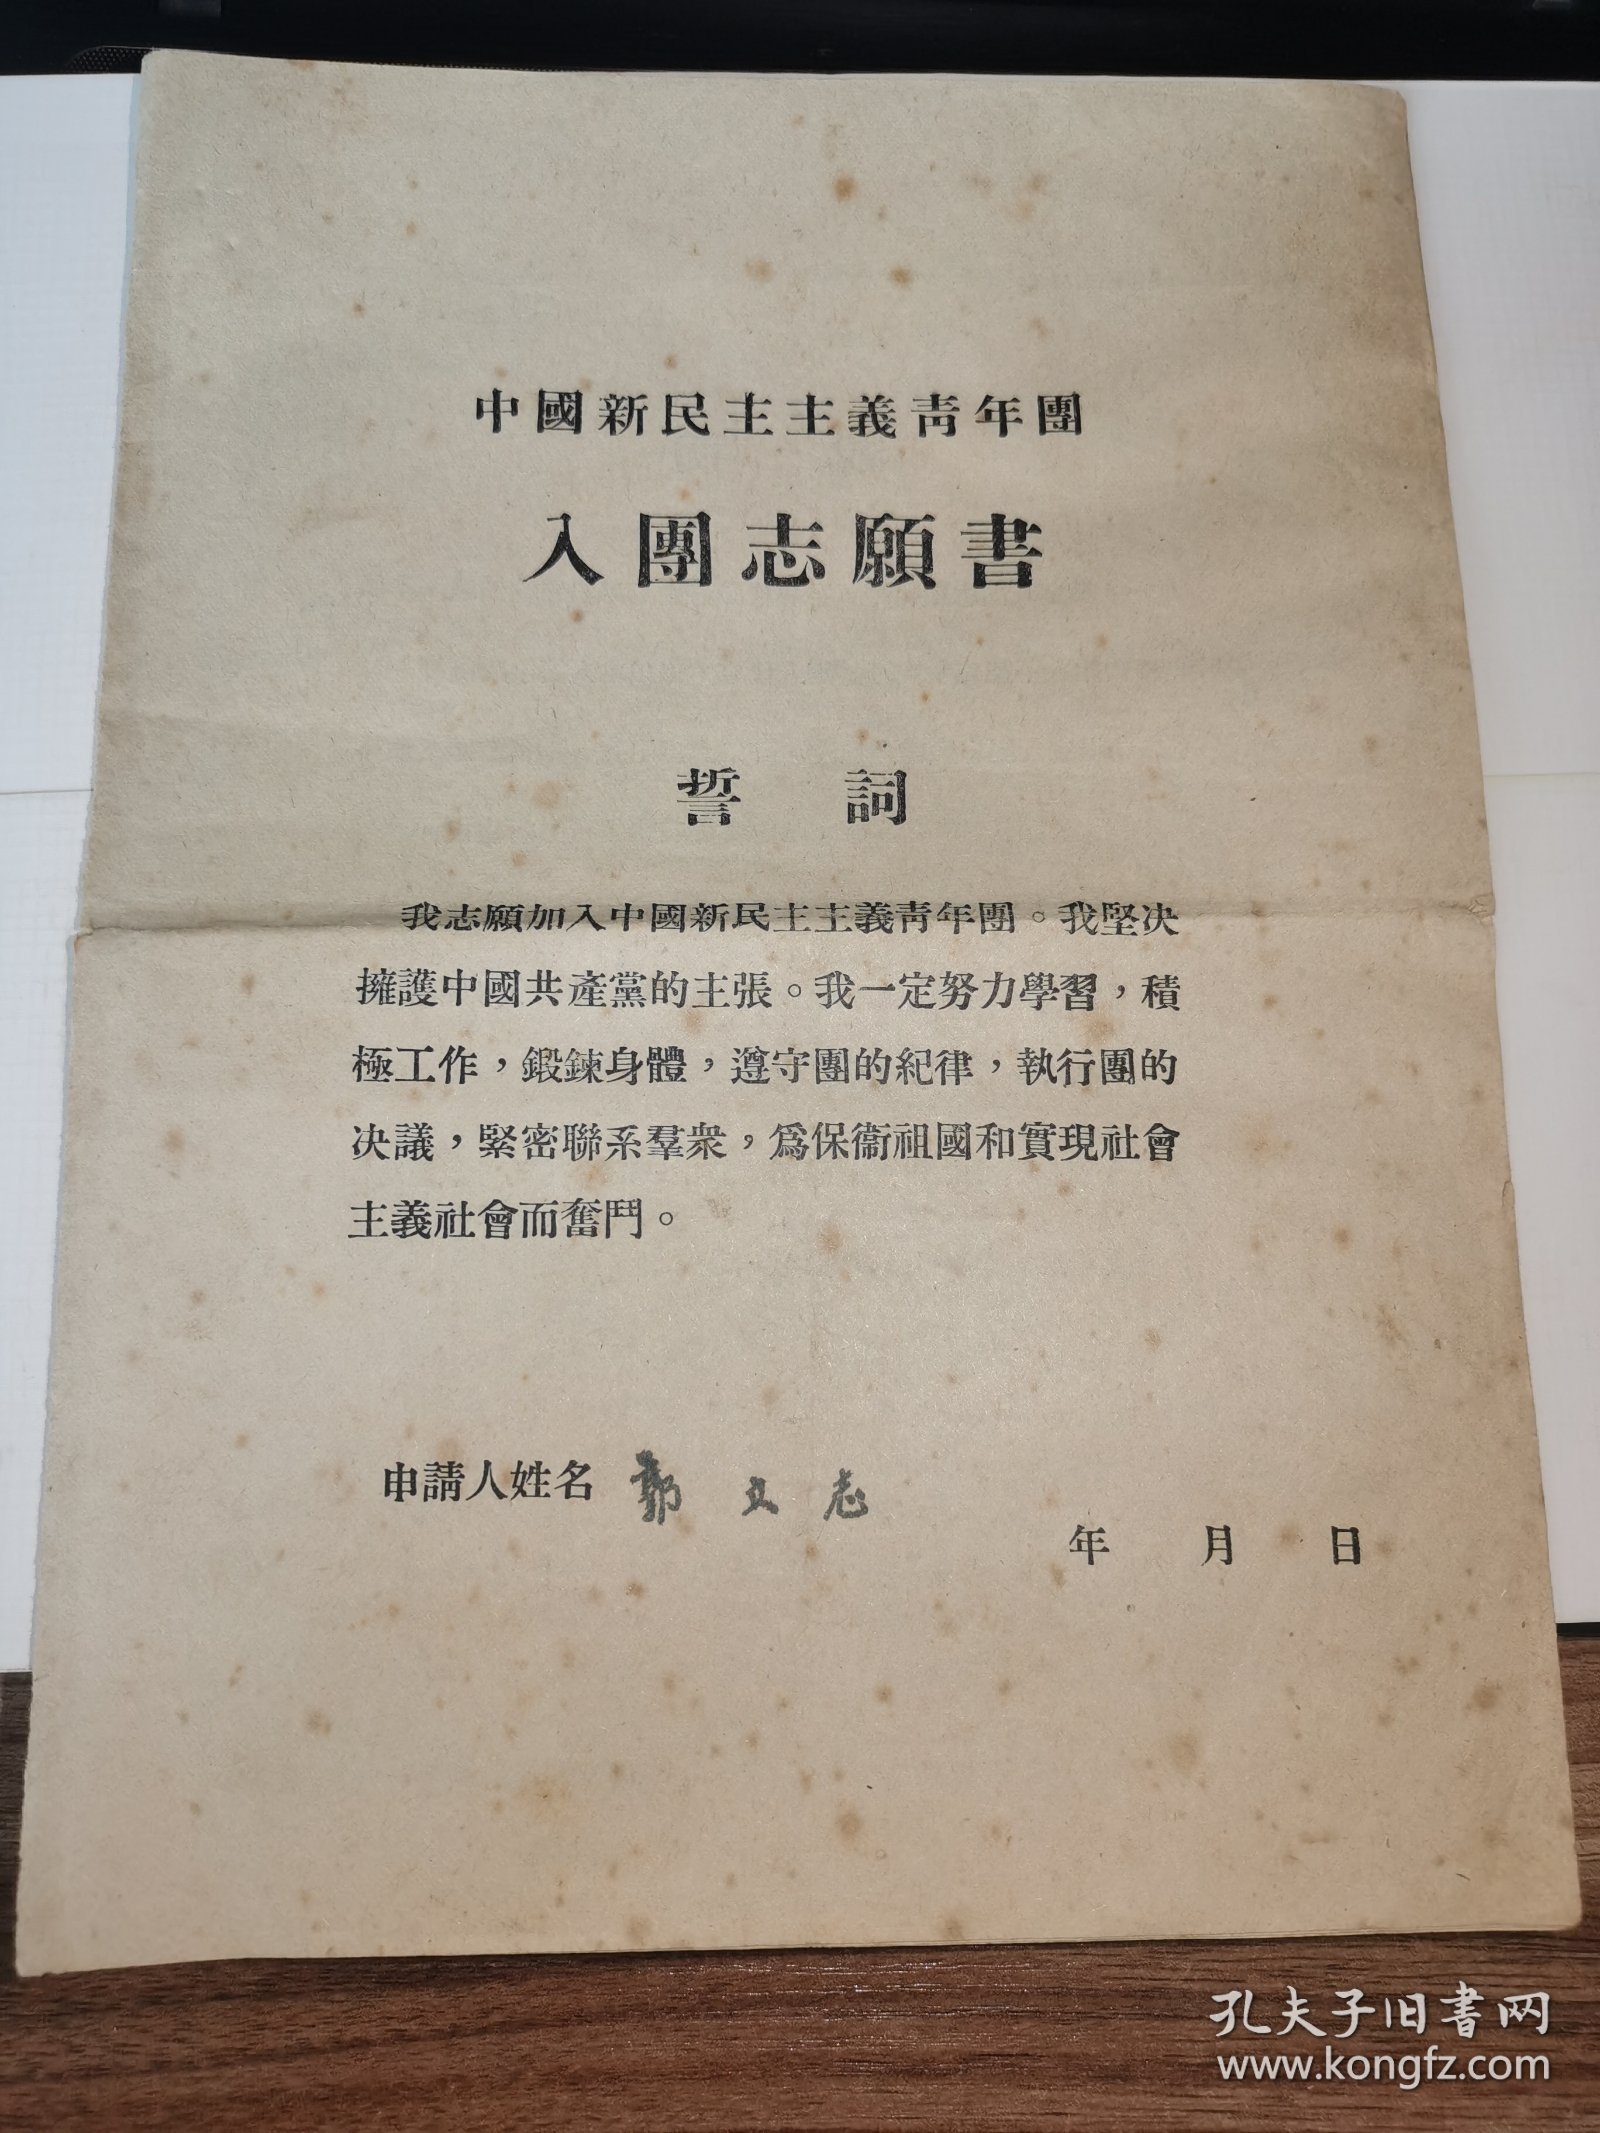 中國新民主主義青年團
入團志願書
誓詞
我志願加入中國新民主主義青年團。我堅决
擁護中國共產黨的主張。我一定努力學習，積
極工作，鍛鍊身體，遵守團的紀律，執行團的
决議，緊密聯系羣衆，爲保衞祖國和實現社會
主義社會而奮鬥。
申請人姓名 郭文志
年 月 日
孔夫子旧书网
www.kongfz.com